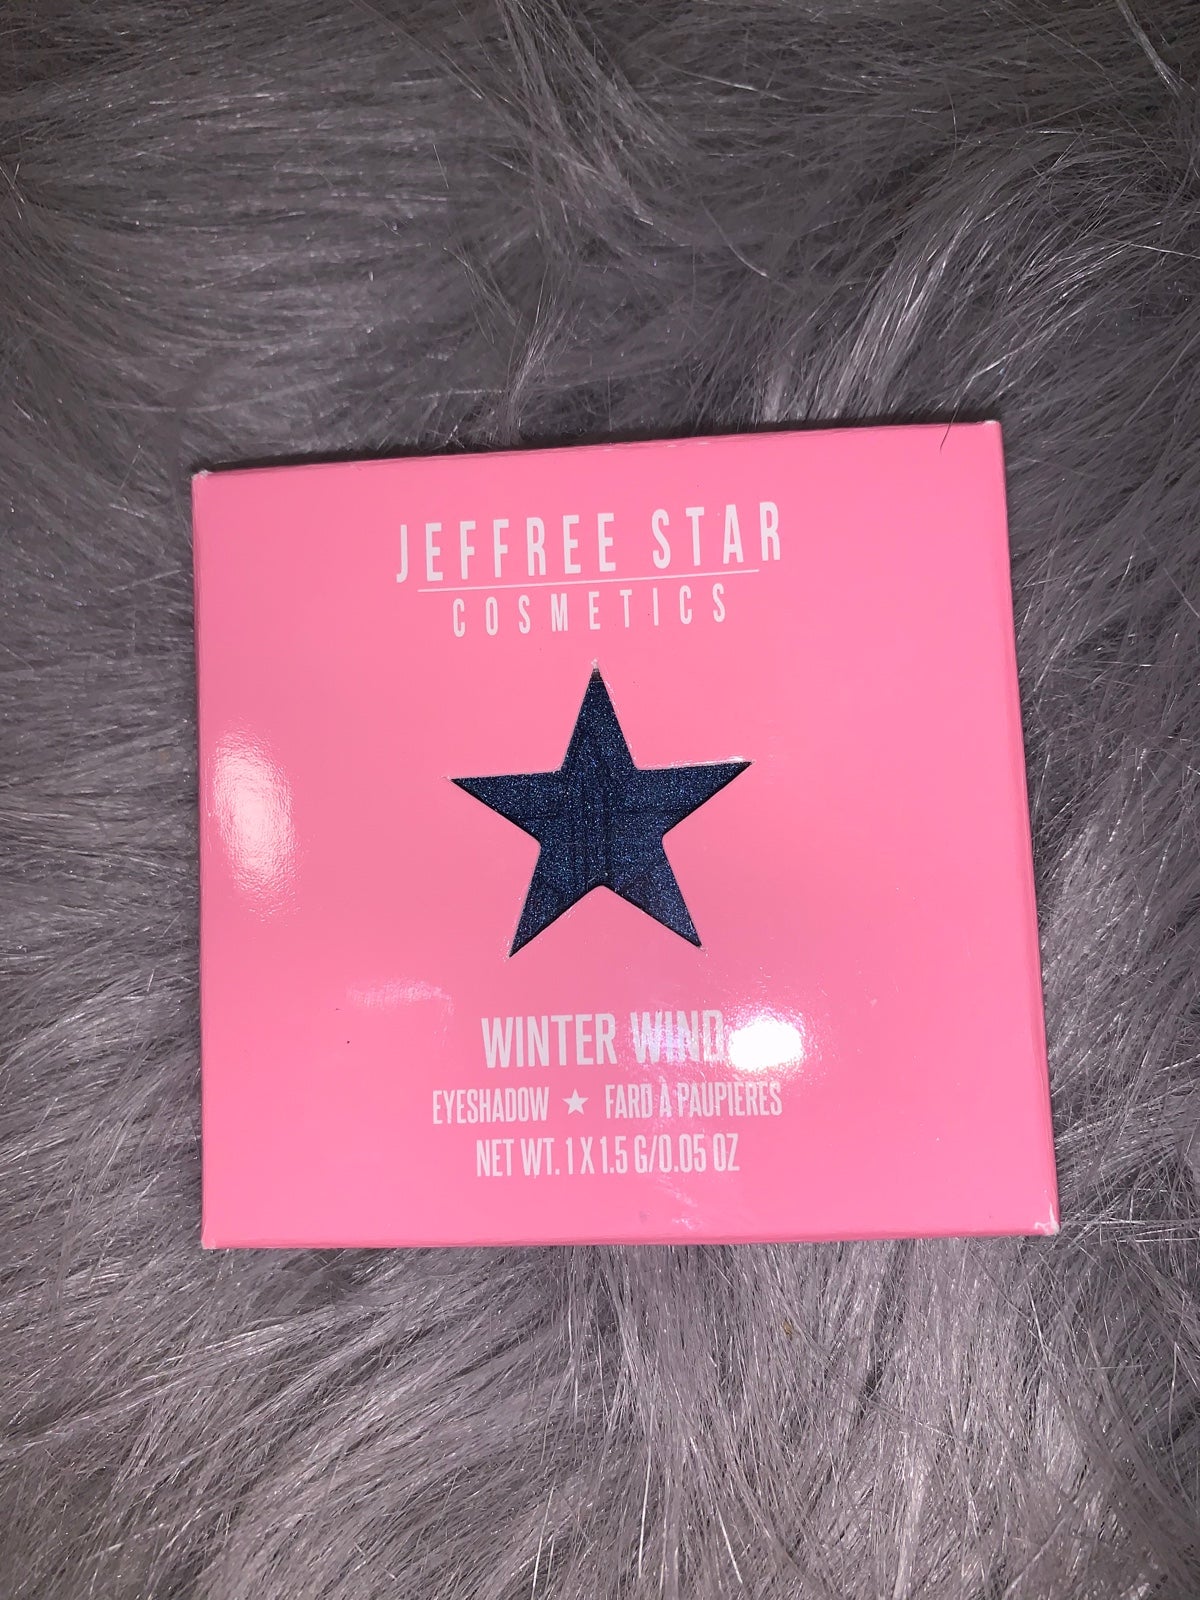 JEFFREE STAR
COSMETICS
WINTER WIND
EYESHADOW ★ FARD À PAUPIÈRES
NET WT. 1 X 1.5 G/0.05 OZ